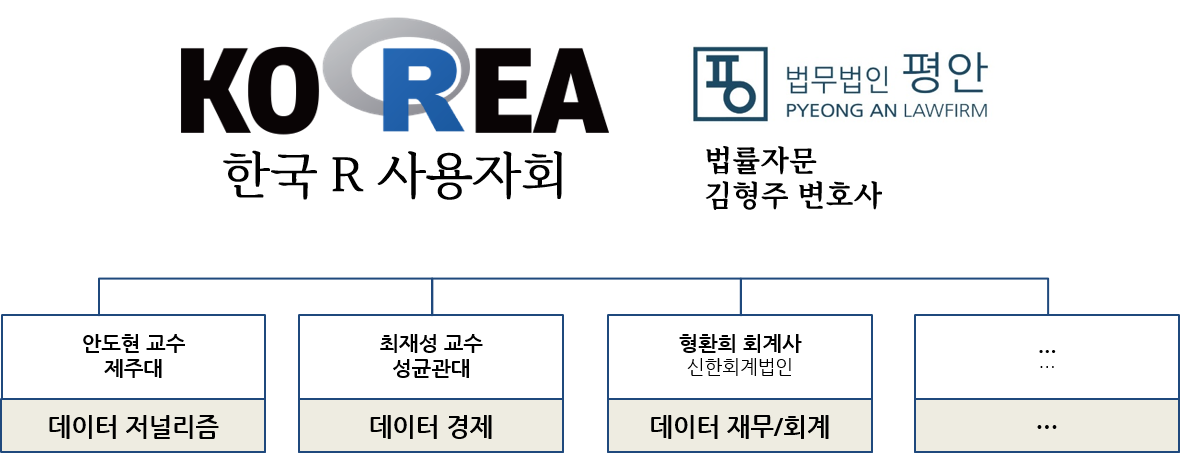 KOREA
한국 R 사용자회
평 법무법인 평안
PYEONG AN LAWFIRM
법률자문
김형주 변호사
안도현 교수
제주대
데이터 저널리즘
최재성 교수
성균관대
데이터 경제
형환희 회계사
신한회계법인
데이터 재무/회계
...
...
...